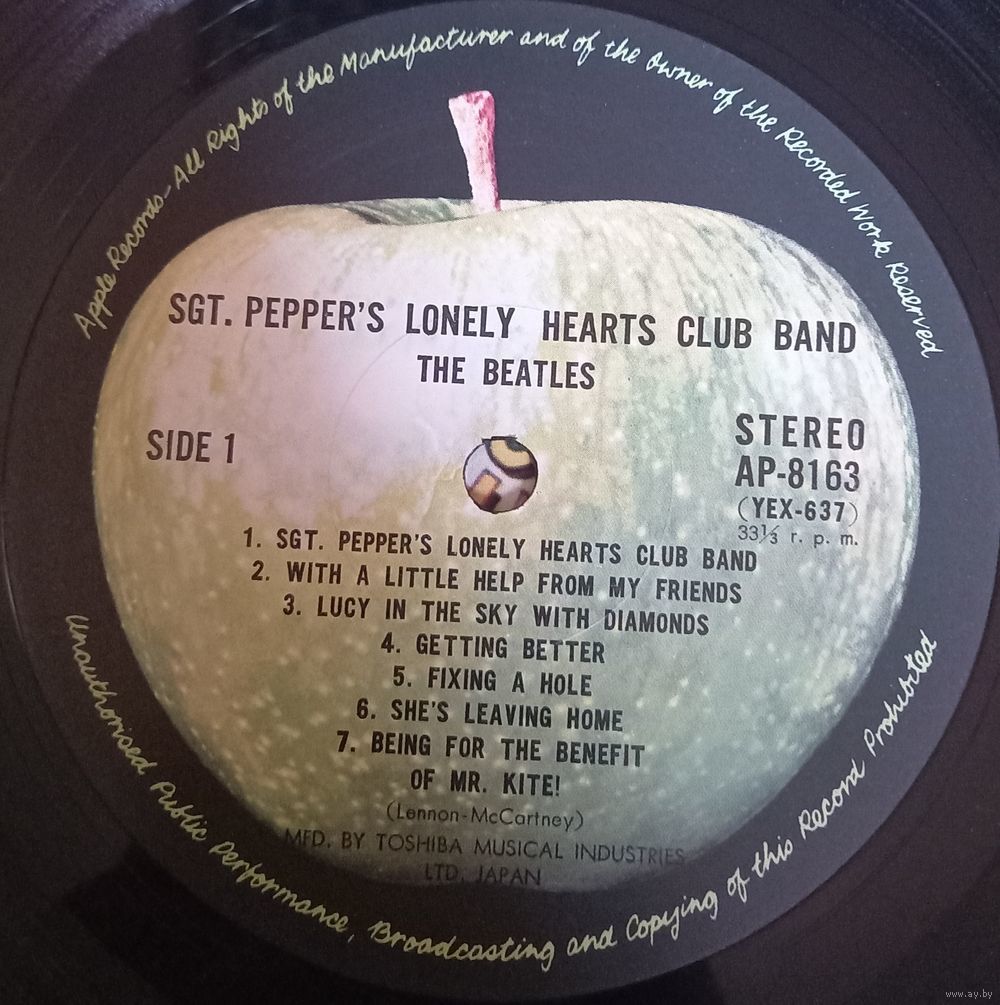 Apple Records - All Rights of the Manufacturer and of the Owner of the Recorded Work Reserved
SGT. PEPPER'S LONELY HEARTS CLUB BAND
THE BEATLES
SIDE 1
STEREO
AP-8163
(YEX-637)
33⅓ r. p. m.
1. SGT. PEPPER'S LONELY HEARTS CLUB BAND
2. WITH A LITTLE HELP FROM MY FRIENDS
3. LUCY IN THE SKY WITH DIAMONDS
4. GETTING BETTER
5. FIXING A HOLE
6. SHE'S LEAVING HOME
7. BEING FOR THE BENEFIT
OF MR. KITE!
(Lennon-McCartney)
MFD. BY TOSHIBA MUSICAL INDUSTRIES
LTD. JAPAN
Unauthorised Public Performance, Broadcasting and Copying of this Record Prohibited
www.ay.by